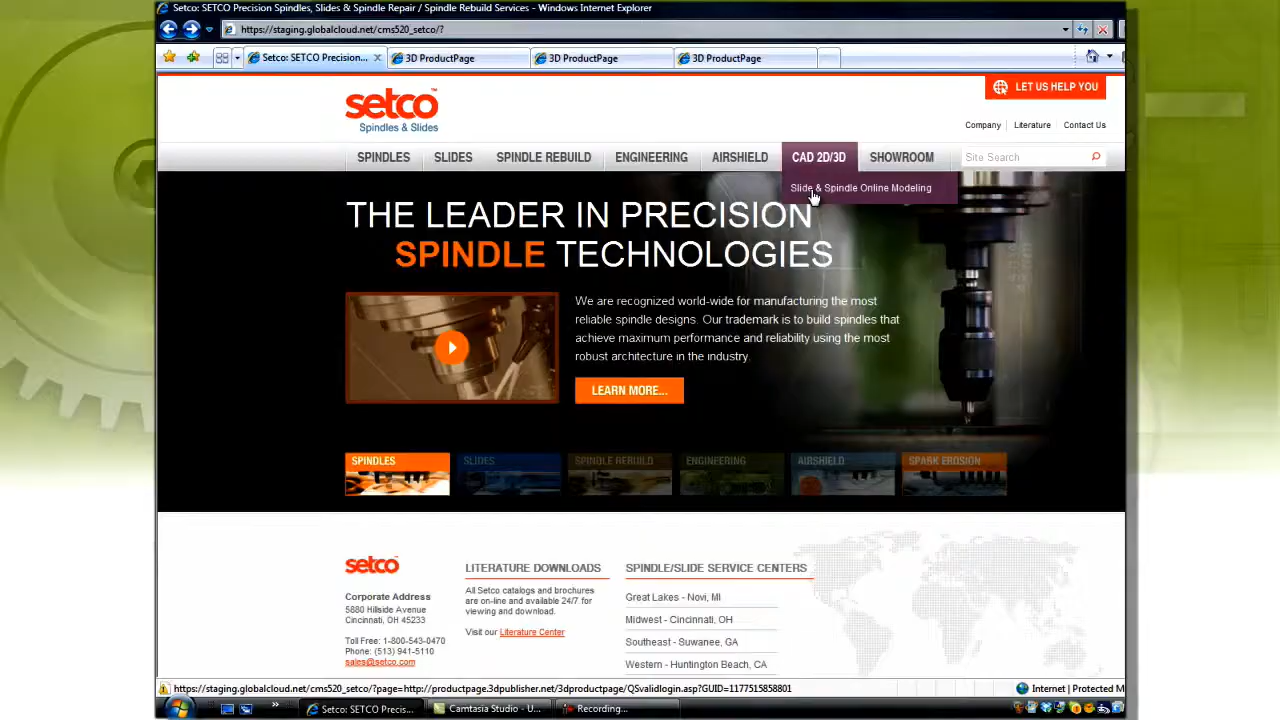 Setco: SETCO Precision Spindles, Slides & Spindle Repair / Spindle Rebuild Services - Windows Internet Explorer
https://staging.globalcloud.net/cms520_setco/?
Setco: SETCO Precision... 3D ProductPage 3D ProductPage 3D ProductPage
LET US HELP YOU
setco
Spindles & Slides
Company Literature Contact Us
SPINDLES SLIDES SPINDLE REBUILD ENGINEERING AIRSHIELD CAD 2D/3D SHOWROOM Site Search
Slide & Spindle Online Modeling
THE LEADER IN PRECISION
SPINDLE TECHNOLOGIES
We are recognized world-wide for manufacturing the most
reliable spindle designs. Our trademark is to build spindles that
achieve maximum performance and reliability using the most
robust architecture in the industry.
LEARN MORE...
SPINDLES SLIDES SPINDLE REBUILD ENGINEERING AIRSHIELD SPARK EROSION
setco
Corporate Address
5880 Hillside Avenue
Cincinnati, OH 45233
Toll Free: 1-800-543-0470
Phone: (513) 941-5110
sales@setco.com
LITERATURE DOWNLOADS
All Setco catalogs and brochures
are on-line and available 24/7 for
viewing and download.
Visit our Literature Center
SPINDLE/SLIDE SERVICE CENTERS
Great Lakes - Novi, MI
Midwest - Cincinnati, OH
Southeast - Suwanee, GA
Western - Huntington Beach, CA
https://staging.globalcloud.net/cms520_setco/?page=http://productpage.3dpublisher.net/3dproductpage/QSvalidlogin.asp?GUID=1177515858801 Internet | Protected M
Setco: SETCO Precis... Camtasia Studio - U... Recording...